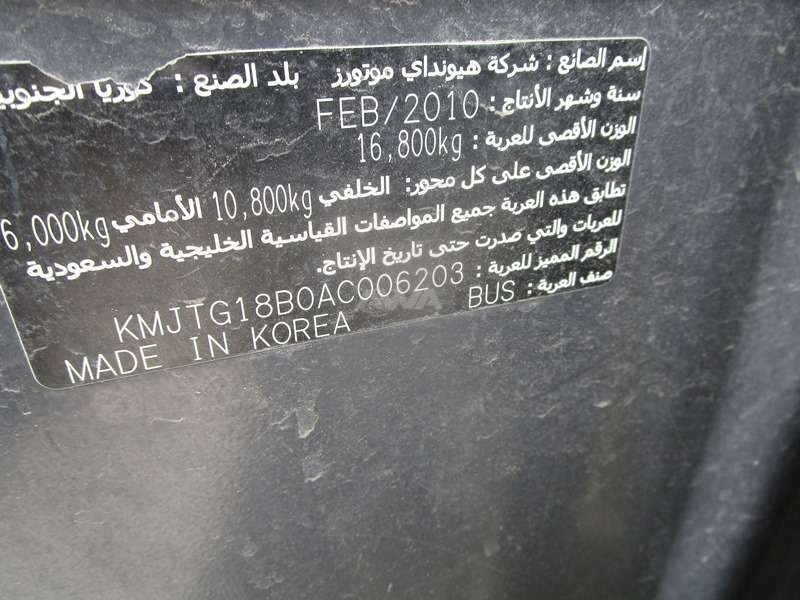 إسم الصانع : شركة هيونداي موتورز بلد الصنع : كوريا الجنوبية
سنة وشهر الأنتاج : FEB/2010
الوزن الأقصى للعربة : 16,800kg
الوزن الأقصى على كل محور: الخلفي 10,800kg الأمامي 6,000kg
تطابق هذه العربة جميع المواصفات القياسية الخليجية والسعودية
للعربات والتي صدرت حتى تاريخ الإنتاج.
الرقم المميز للعربة : KMJTG18B0AC006203
صنف العربة : BUS
MADE IN KOREA